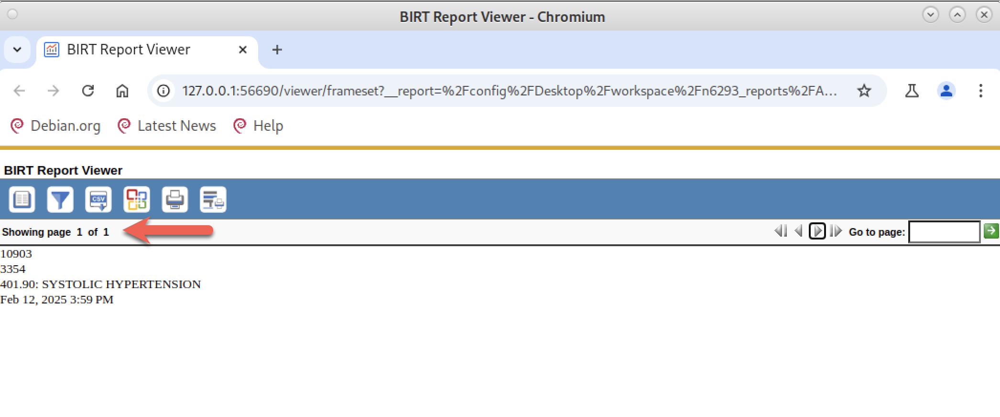 BIRT Report Viewer - Chromium
BIRT Report Viewer
127.0.0.1:56690/viewer/frameset?__report=%2Fconfig%2FDesktop%2Fworkspace%2Fn6293_reports%2FA...
Debian.org Latest News Help
BIRT Report Viewer
CSV
Showing page 1 of 1 Go to page:
10903
3354
401.90: SYSTOLIC HYPERTENSION
Feb 12, 2025 3:59 PM